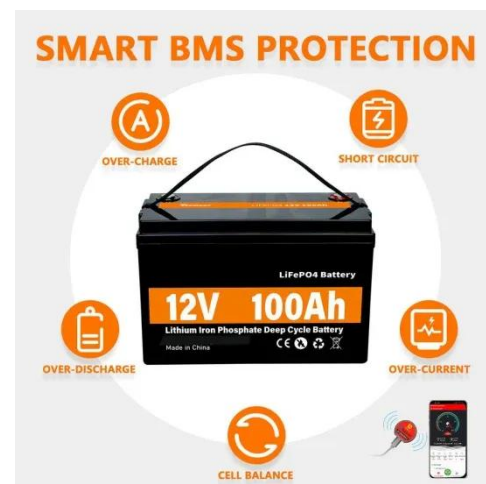 SMART BMS PROTECTION
OVER-CHARGE
SHORT CIRCUIT
LiFePO4 Battery
12V 100Ah
Lithium Iron Phosphate Deep Cycle Battery
Made in China
CE
OVER-DISCHARGE
OVER-CURRENT
CELL BALANCE